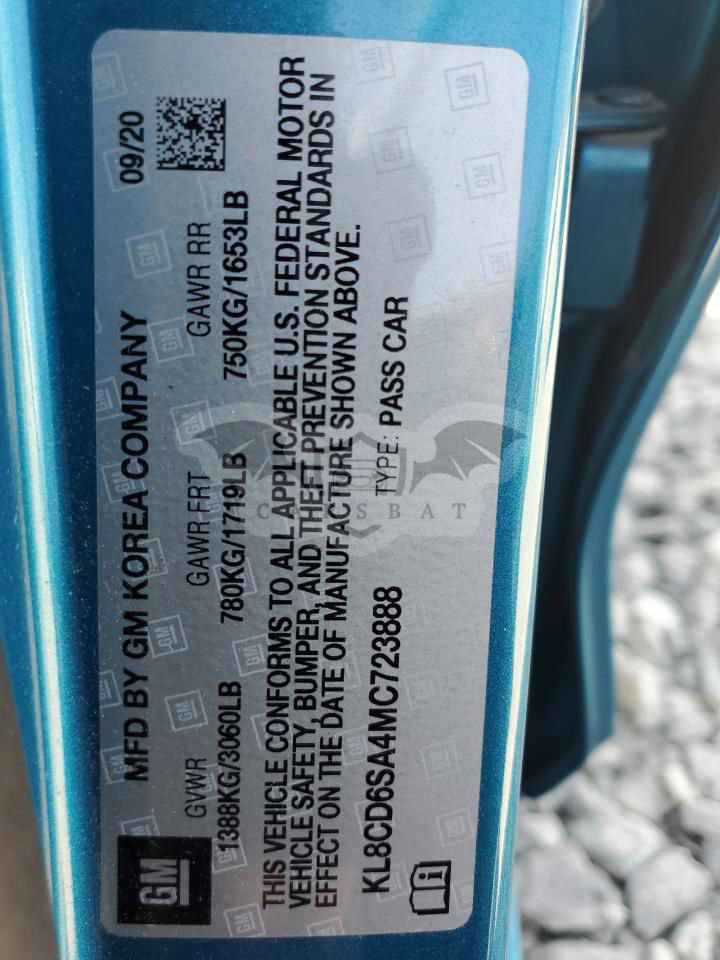 MFD BY GM KOREA COMPANY 09/20
GVWR GAWR FRT GAWR RR
1388KG/3060LB 780KG/1719LB 750KG/1653LB
THIS VEHICLE CONFORMS TO ALL APPLICABLE U.S. FEDERAL MOTOR
VEHICLE SAFETY, BUMPER, AND THEFT PREVENTION STANDARDS IN
EFFECT ON THE DATE OF MANUFACTURE SHOWN ABOVE.
KL8CD6SA4MC723888 TYPE: PASS CAR
GM
CARSBAT